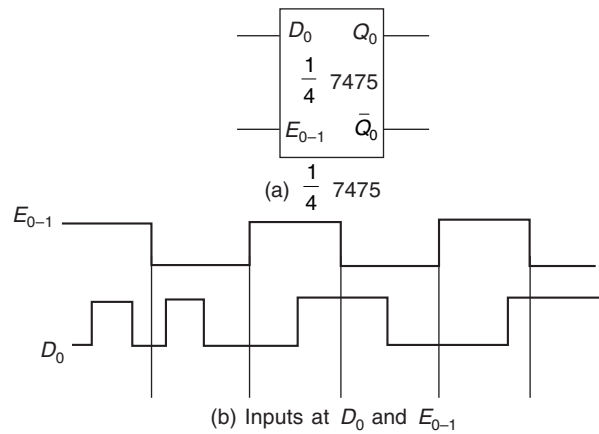 D₀ Q₀
1/4 7475
E₀₋₁ Q̄₀
(a) 1/4 7475
E₀₋₁
D₀
(b) Inputs at D₀ and E₀₋₁